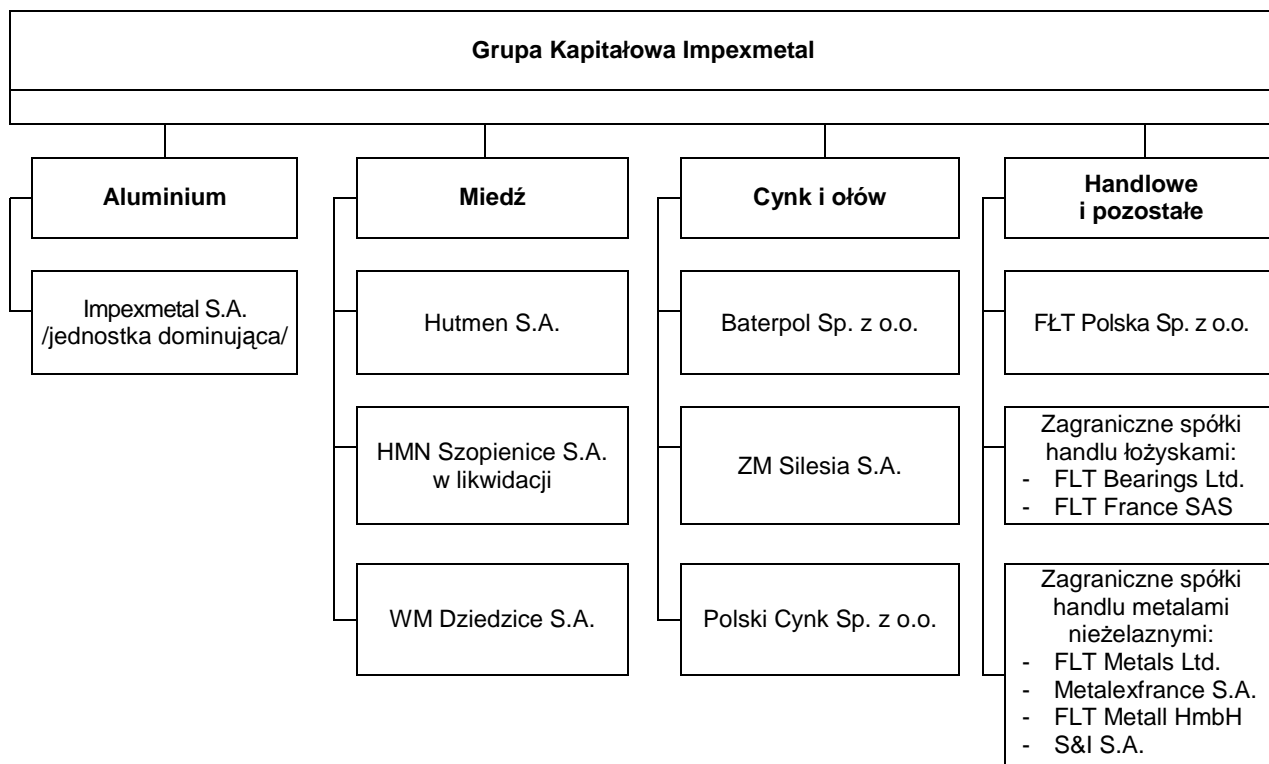 Grupa Kapitałowa Impexmetal
Aluminium
Miedź
Cynk i ołów
Handlowe
i pozostałe
Impexmetal S.A.
/jednostka dominująca/
Hutmen S.A.
Baterpol Sp. z o.o.
FŁT Polska Sp. z o.o.
HMN Szopienice S.A.
w likwidacji
ZM Silesia S.A.
Zagraniczne spółki
handlu łożyskami:
- FLT Bearings Ltd.
- FLT France SAS
WM Dziedzice S.A.
Polski Cynk Sp. z o.o.
Zagraniczne spółki
handlu metalami
nieżelaznymi:
- FLT Metals Ltd.
- Metalexfrance S.A.
- FLT Metall HmbH
- S&I S.A.